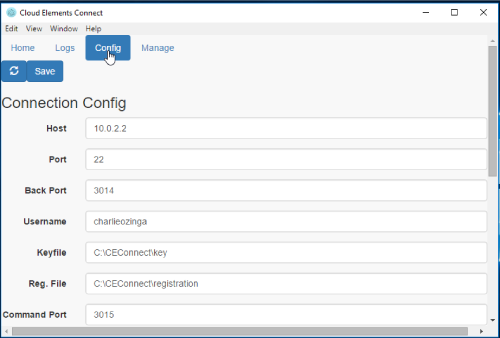 Cloud Elements Connect
Edit View Window Help
Home Logs Config Manage
Save
Connection Config
Host 10.0.2.2
Port 22
Back Port 3014
Username charlieozinga
Keyfile C:\CEConnect\key
Reg. File C:\CEConnect\registration
Command Port 3015